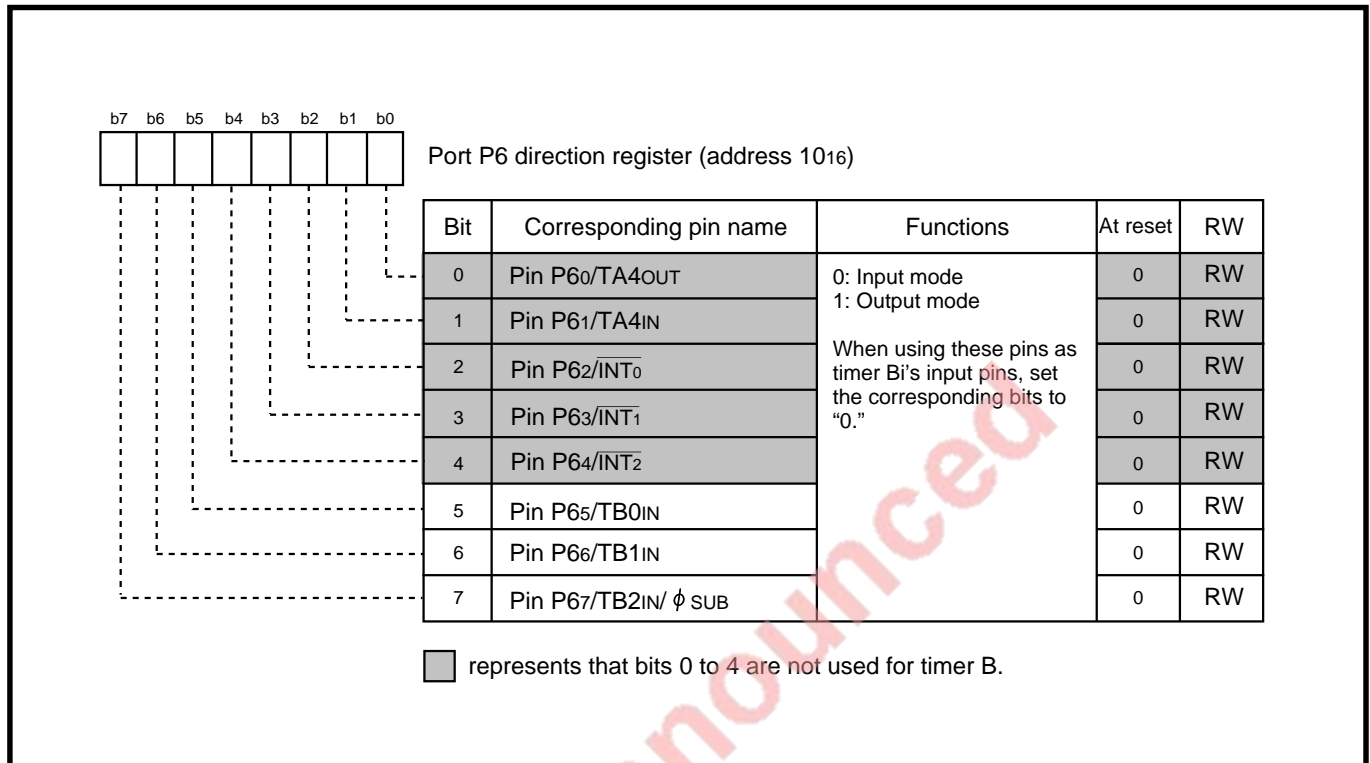 b7 b6 b5 b4 b3 b2 b1 b0
Port P6 direction register (address 1016)
Bit Corresponding pin name Functions At reset RW
0 Pin P60/TA4OUT 0 RW
1 Pin P61/TA4IN 0 RW
2 Pin P62/INT0 0 RW
3 Pin P63/INT1 0 RW
4 Pin P64/INT2 0 RW
5 Pin P65/TB0IN 0 RW
6 Pin P66/TB1IN 0 RW
7 Pin P67/TB2IN/ ϕ SUB 0 RW
0: Input mode
1: Output mode
When using these pins as
timer Bi’s input pins, set
the corresponding bits to
“0.”
represents that bits 0 to 4 are not used for timer B.
nounced